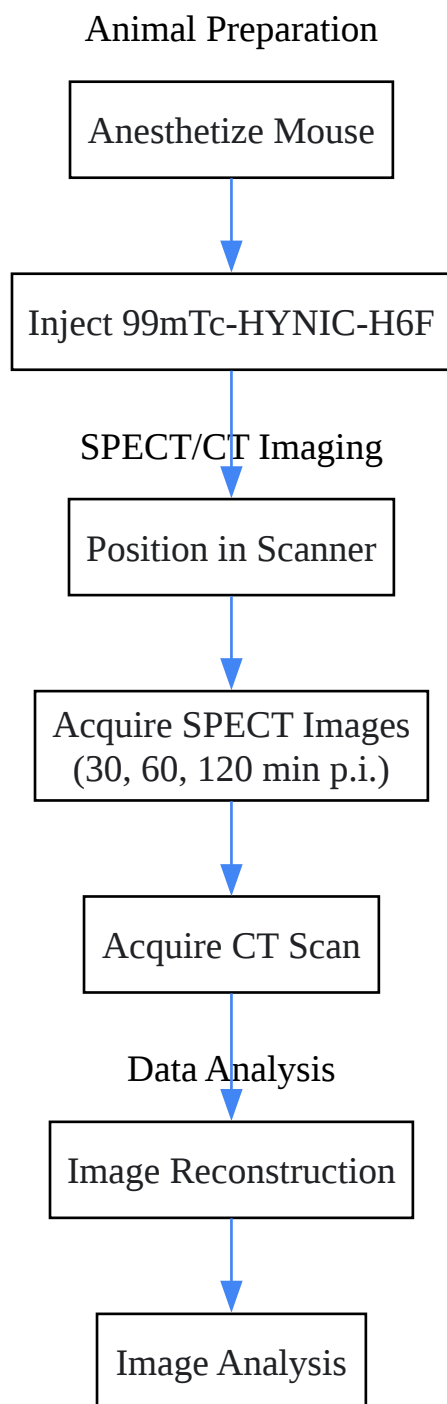 Animal Preparation
Anesthetize Mouse
Inject 99mTc-HYNIC-H6F
SPECT/CT Imaging
Position in Scanner
Acquire SPECT Images
(30, 60, 120 min p.i.)
Acquire CT Scan
Data Analysis
Image Reconstruction
Image Analysis